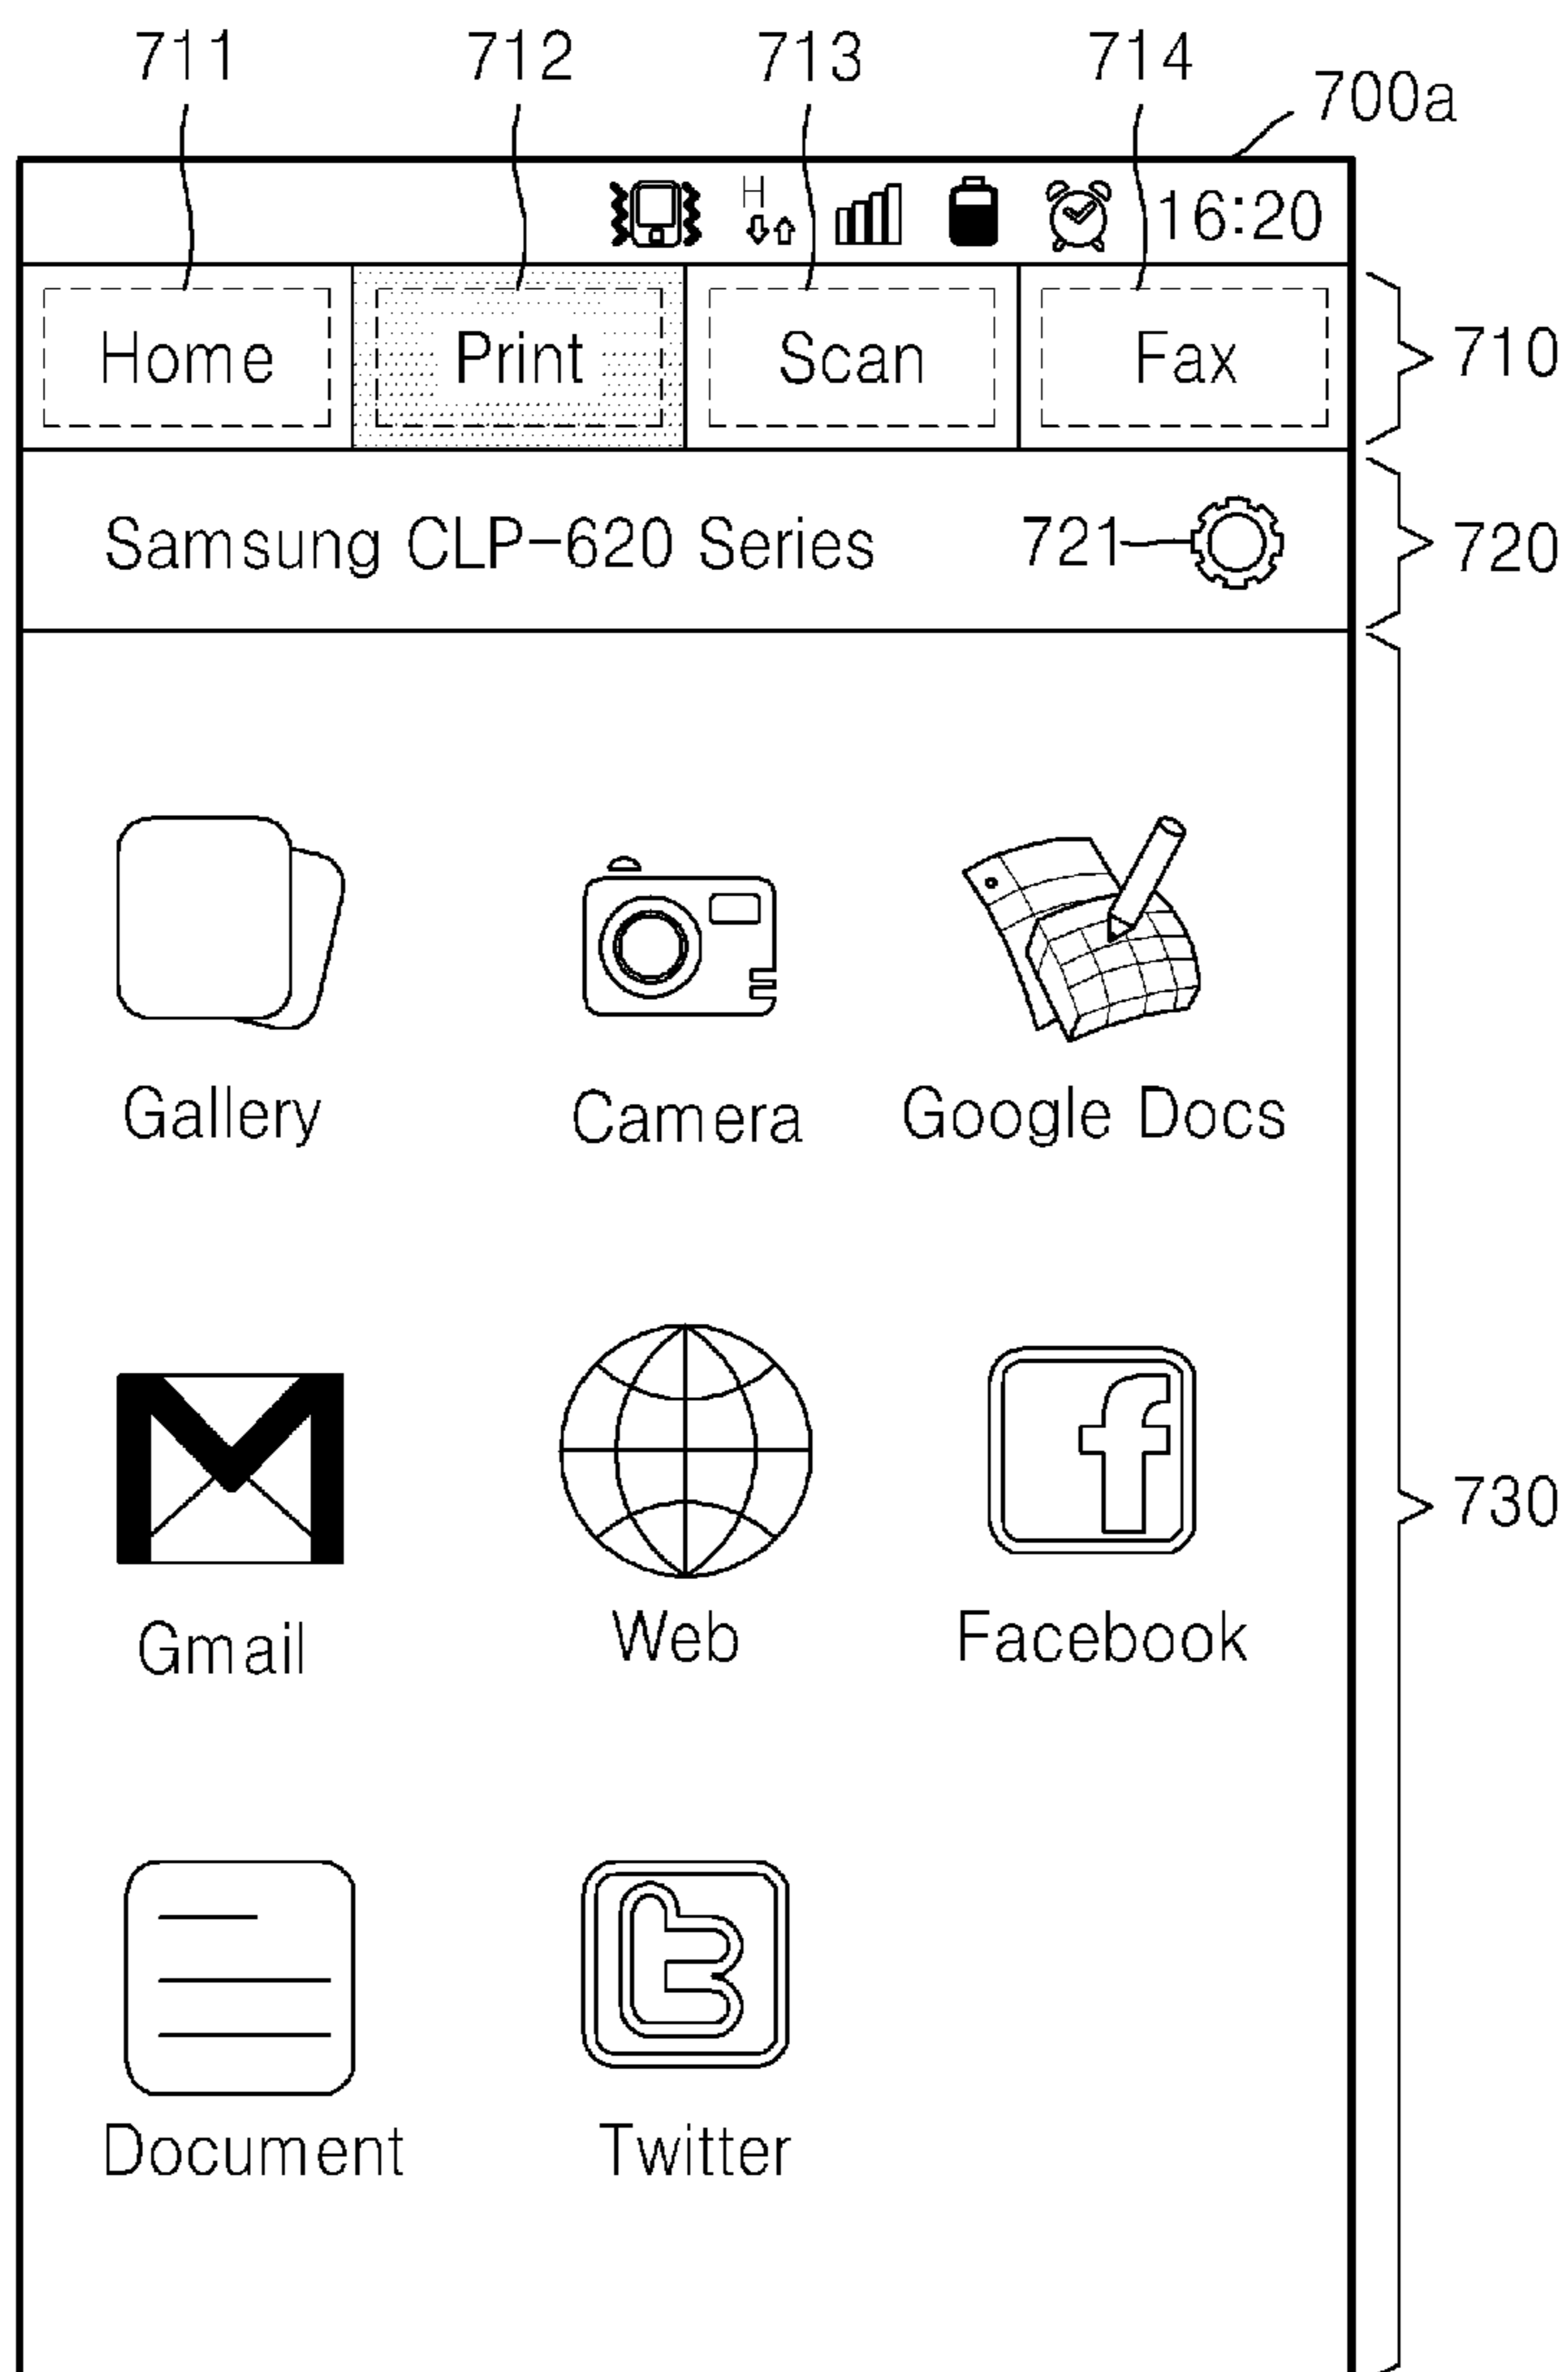 711 712 713 714
700a
H 16:20
Home Print Scan Fax 710
Samsung CLP-620 Series 721 720
Gallery Camera Google Docs
Gmail Web Facebook
730
Document Twitter